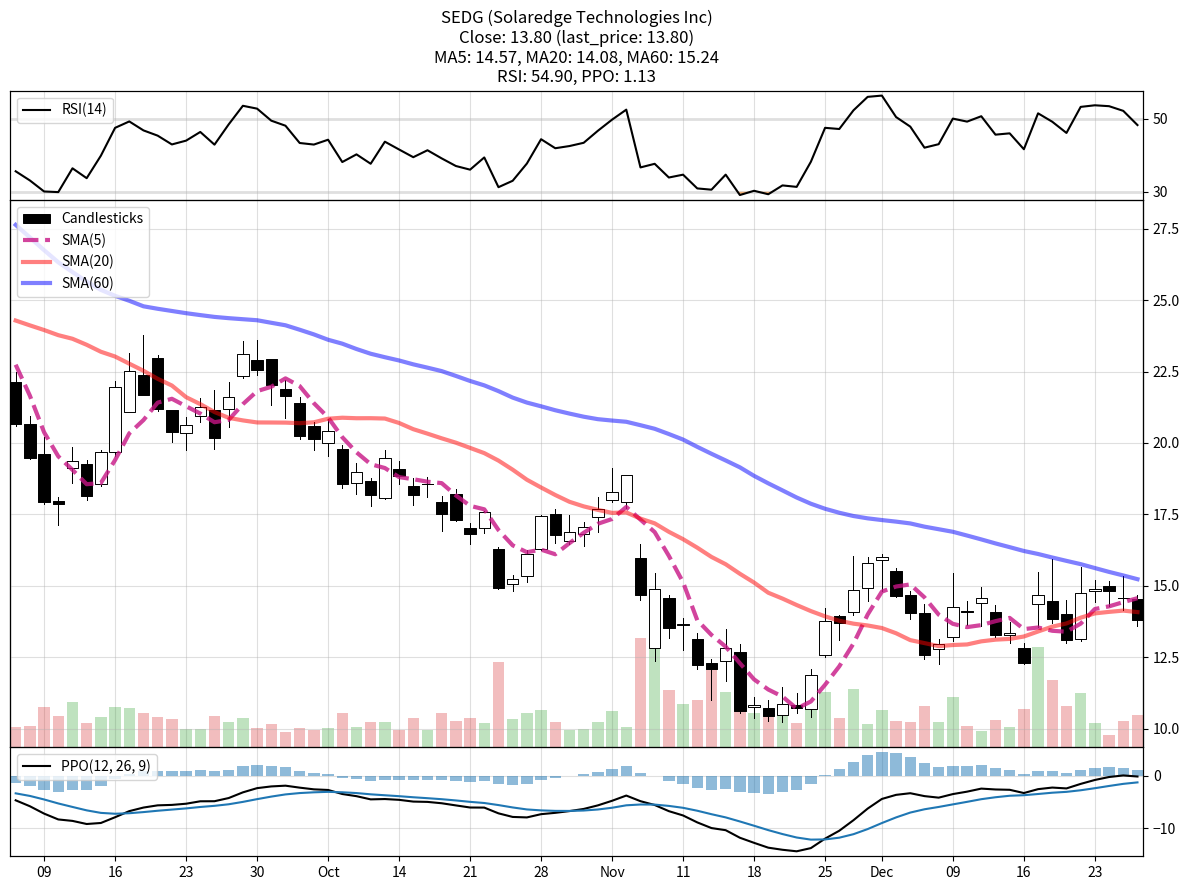 SEDG (Solaredge Technologies Inc)
Close: 13.80 (last_price: 13.80)
MA5: 14.57, MA20: 14.08, MA60: 15.24
RSI: 54.90, PPO: 1.13
RSI(14)
50
30
Candlesticks
SMA(5)
SMA(20)
SMA(60)
27.5
25.0
22.5
20.0
17.5
15.0
12.5
10.0
PPO(12, 26, 9)
0
−10
09 16 23 30 Oct 14 21 28 Nov 11 18 25 Dec 09 16 23